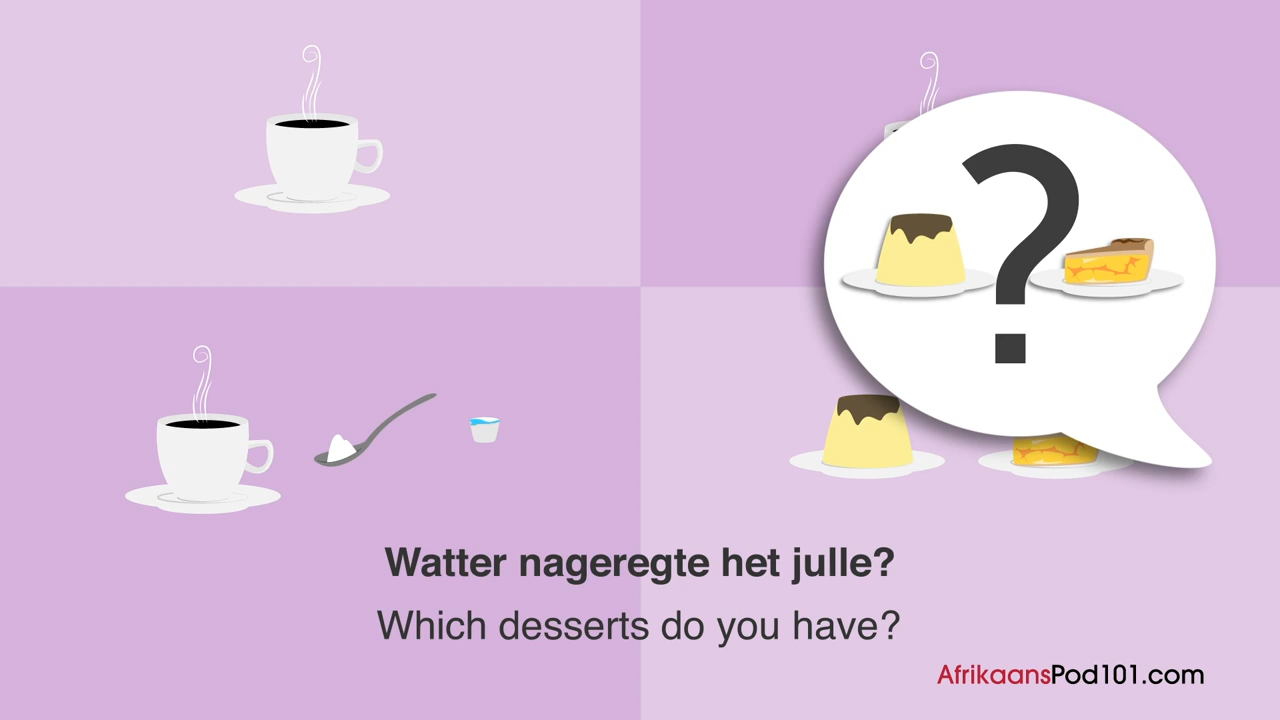 ?
Watter nageregte het julle?
Which desserts do you have?
AfrikaansPod101.com